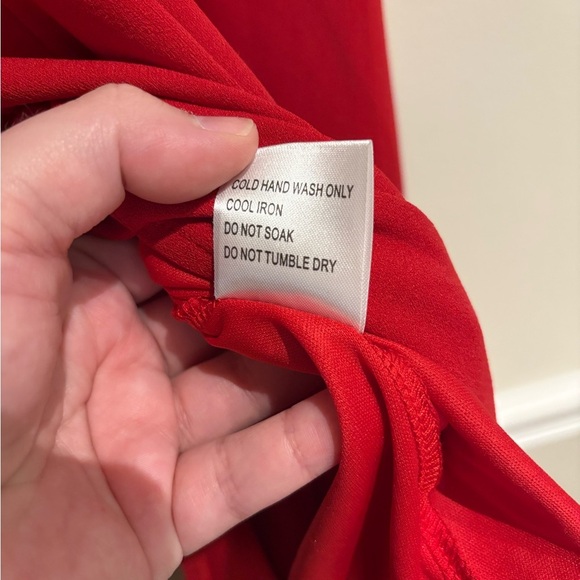 COLD HAND WASH ONLY
COOL IRON
DO NOT SOAK
DO NOT TUMBLE DRY